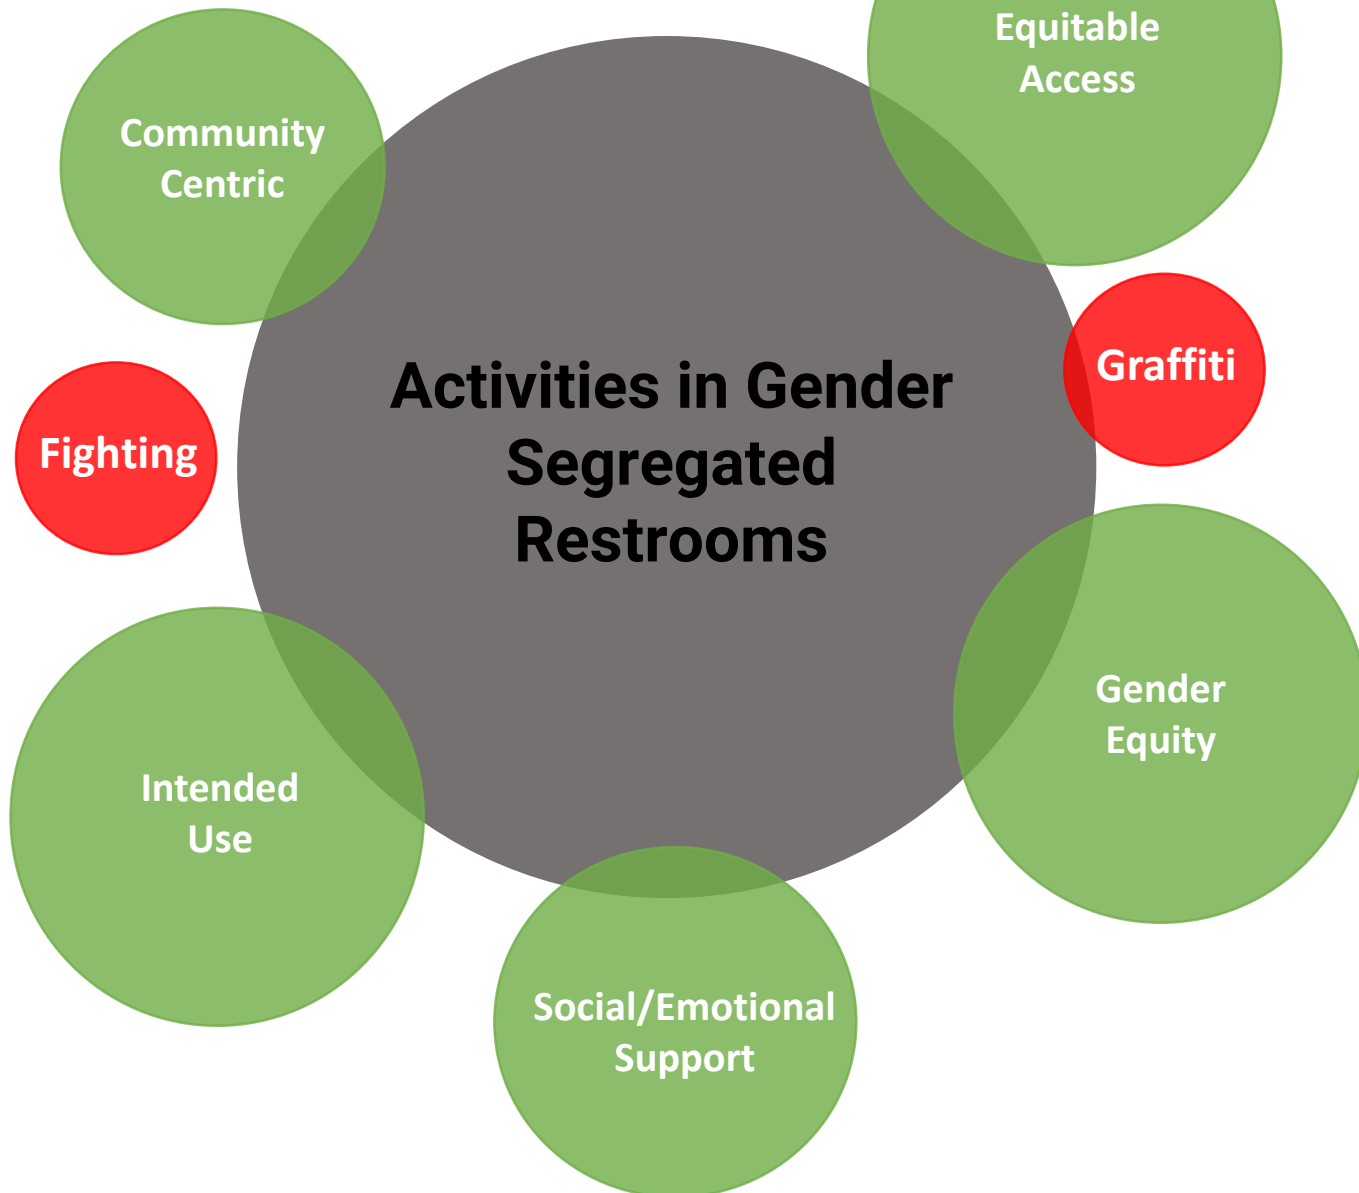 Equitable
Access
Community
Centric
Graffiti
Activities in Gender
Segregated
Restrooms
Fighting
Gender
Equity
Intended
Use
Social/Emotional
Support